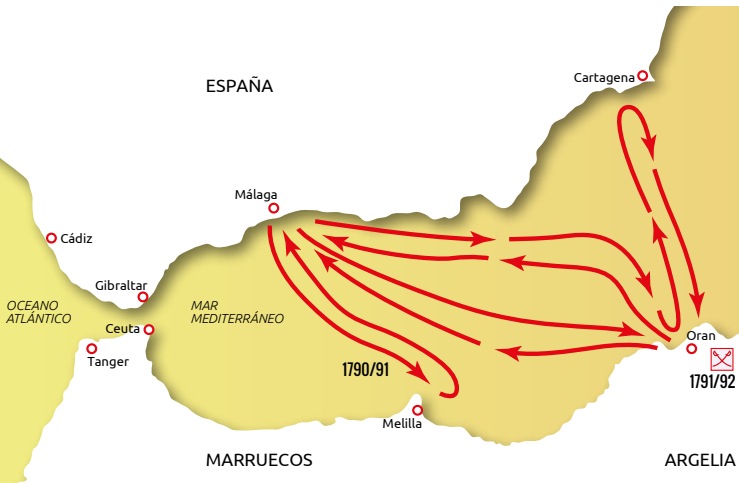 ESPAÑA
Cartagena
Málaga
Cádiz
Gibraltar
OCEANO
ATLÁNTICO
MAR
MEDITERRÁNEO
Ceuta
Tanger
Oran
1790/91
1791/92
Melilla
MARRUECOS
ARGELIA